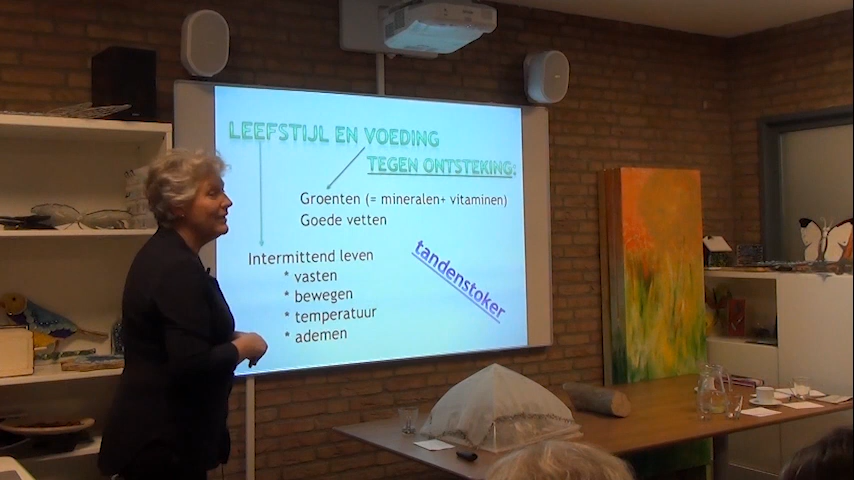 LEEFSTIJL EN VOEDING
TEGEN ONTSTEKING:
Groenten (= mineralen+ vitaminen)
Goede vetten
Intermittend leven
* vasten
* bewegen
* temperatuur
* ademen
tandenstoker